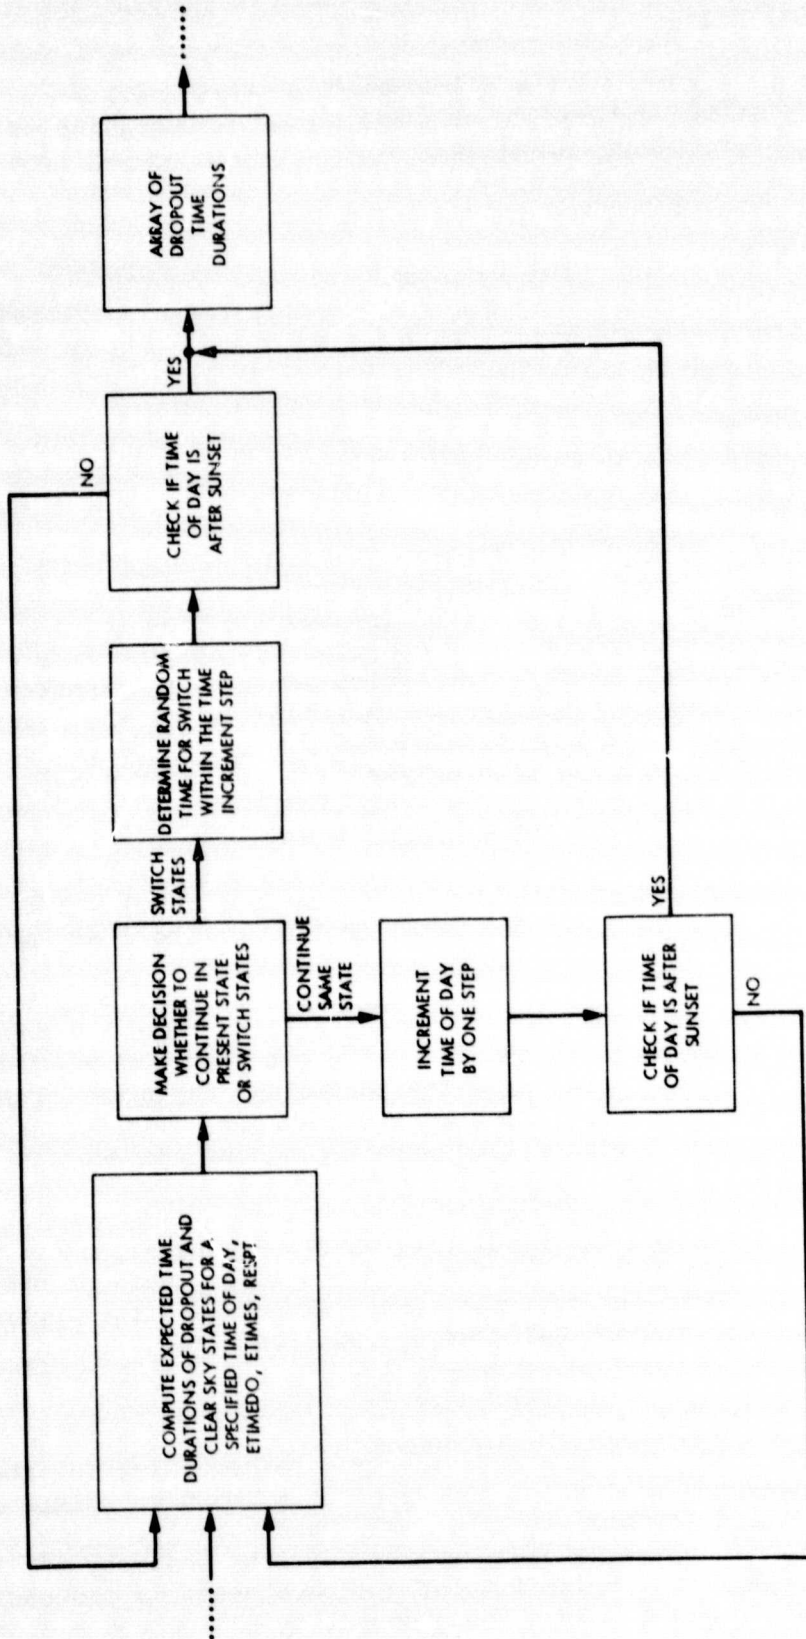 COMPUTE EXPECTED TIME
DURATIONS OF DROPOUT AND
CLEAR SKY STATES FOR A
SPECIFIED TIME OF DAY,
ETIMEDO, ETIMES, RESPT
MAKE DECISION
WHETHER TO
CONTINUE IN
PRESENT STATE
OR SWITCH STATES
SWITCH
STATES
DETERMINE RANDOM
TIME FOR SWITCH
WITHIN THE TIME
INCREMENT STEP
CHECK IF TIME
OF DAY IS
AFTER SUNSET
NO
YES
ARRAY OF
DROPOUT
TIME
DURATIONS
CONTINUE
SAME
STATE
INCREMENT
TIME OF DAY
BY ONE STEP
CHECK IF TIME
OF DAY IS AFTER
SUNSET
YES
NO